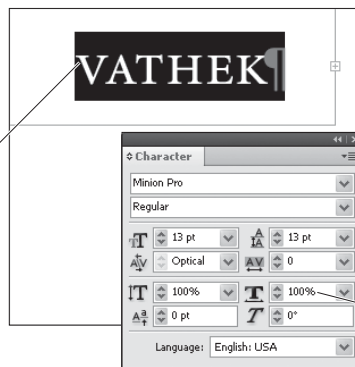 VATHEK¶
Character
Minion Pro
Regular
13 pt 13 pt
Optical 0
100% 100%
0 pt 0°
Language: English: USA